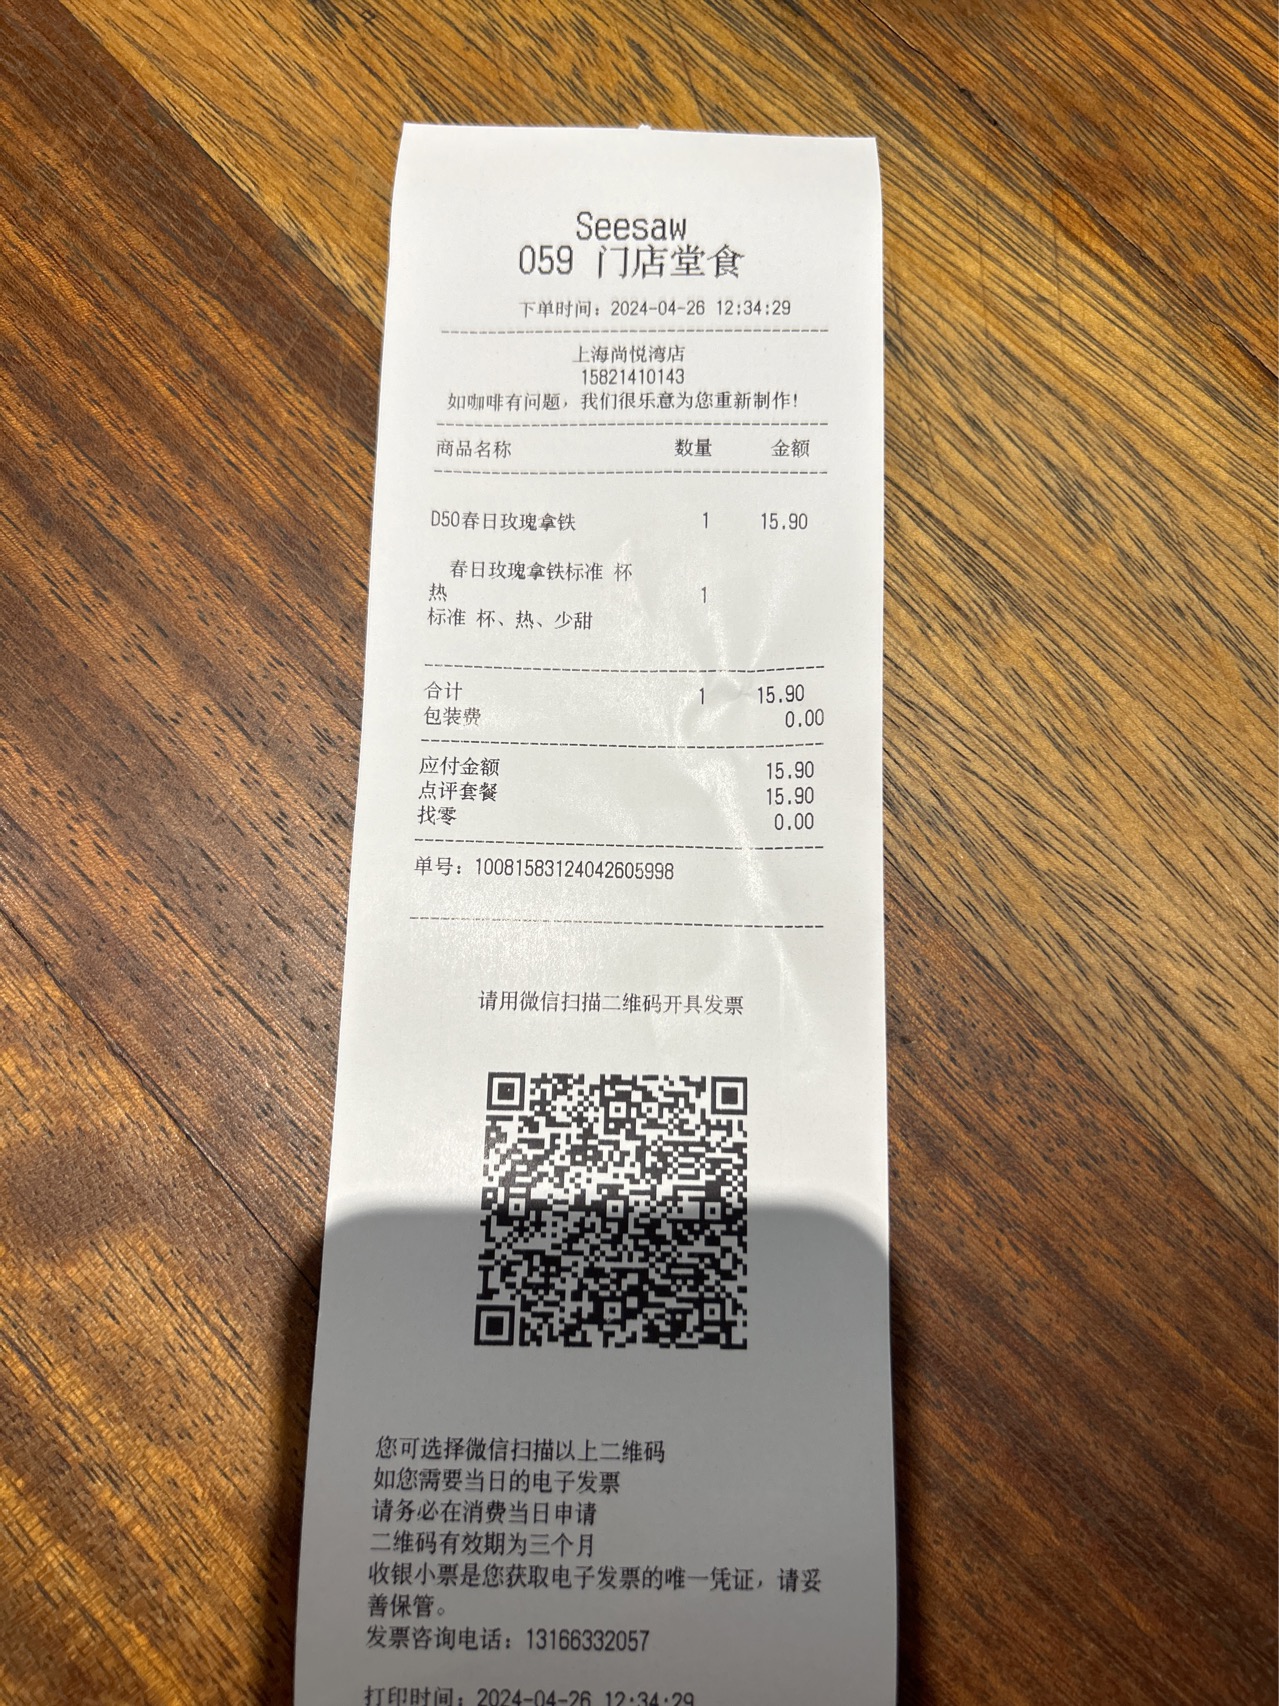 Seesaw
059 门店堂食
下单时间：2024-04-26 12:34:29
上海尚悦湾店
15821410143
如咖啡有问题，我们很乐意为您重新制作！
商品名称 数量 金额
D50春日玫瑰拿铁 1 15.90
春日玫瑰拿铁标准 杯
热 1
标准 杯、热、少甜
合计 1 15.90
包装费 0.00
应付金额 15.90
点评套餐 15.90
找零 0.00
单号：10081583124042605998
请用微信扫描二维码开具发票
您可选择微信扫描以上二维码
如您需要当日的电子发票
请务必在消费当日申请
二维码有效期为三个月
收银小票是您获取电子发票的唯一凭证，请妥
善保管。
发票咨询电话：13166332057
打印时间：2024-04-26 12:34:29